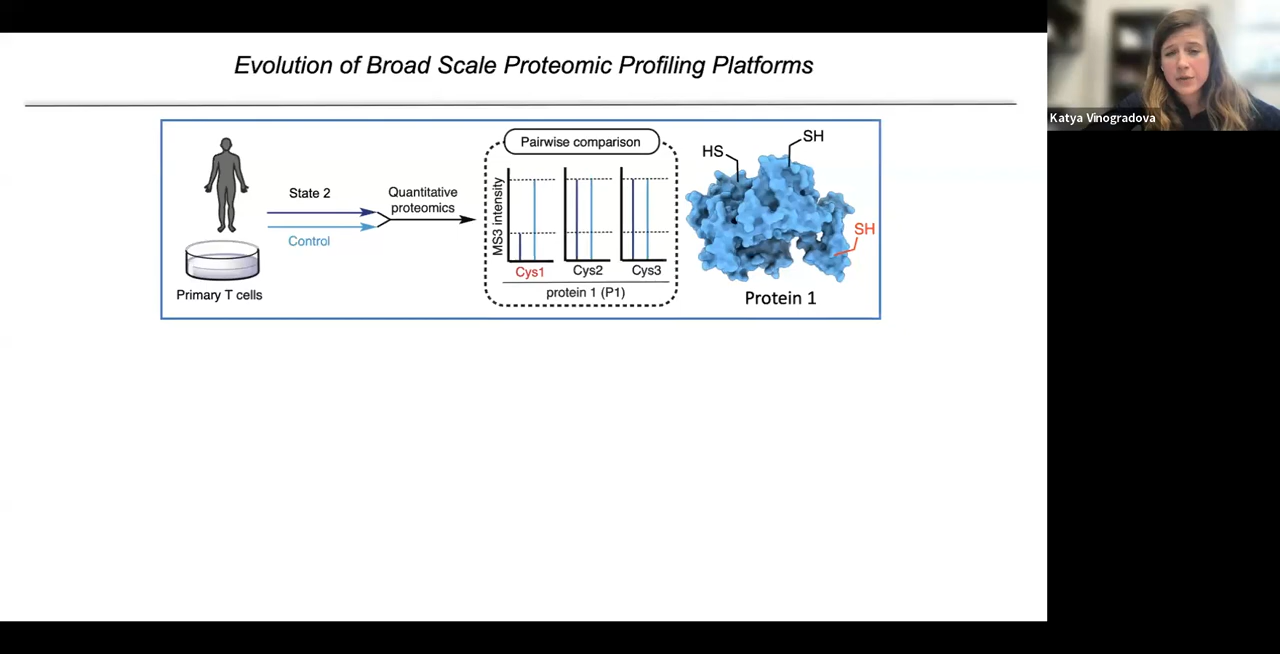 Evolution of Broad Scale Proteomic Profiling Platforms
Katya Vinogradova
State 2
Control
Primary T cells
Quantitative
proteomics
Pairwise comparison
MS3 intensity
Cys1
Cys2
Cys3
protein 1 (P1)
HS
SH
SH
Protein 1